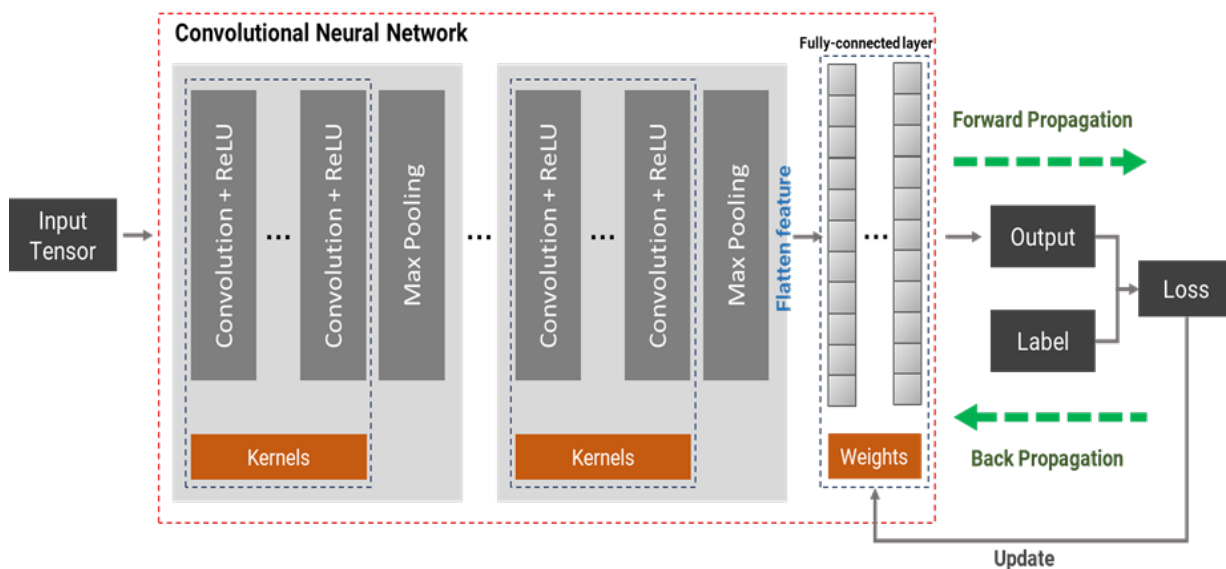 Convolutional Neural Network
Fully-connected layer
Input
Tensor
Convolution + ReLU
...
Convolution + ReLU
Max Pooling
Kernels
...
Convolution + ReLU
...
Convolution + ReLU
Max Pooling
Kernels
Flatten feature
...
Weights
Forward Propagation
Output
Label
Loss
Back Propagation
Update